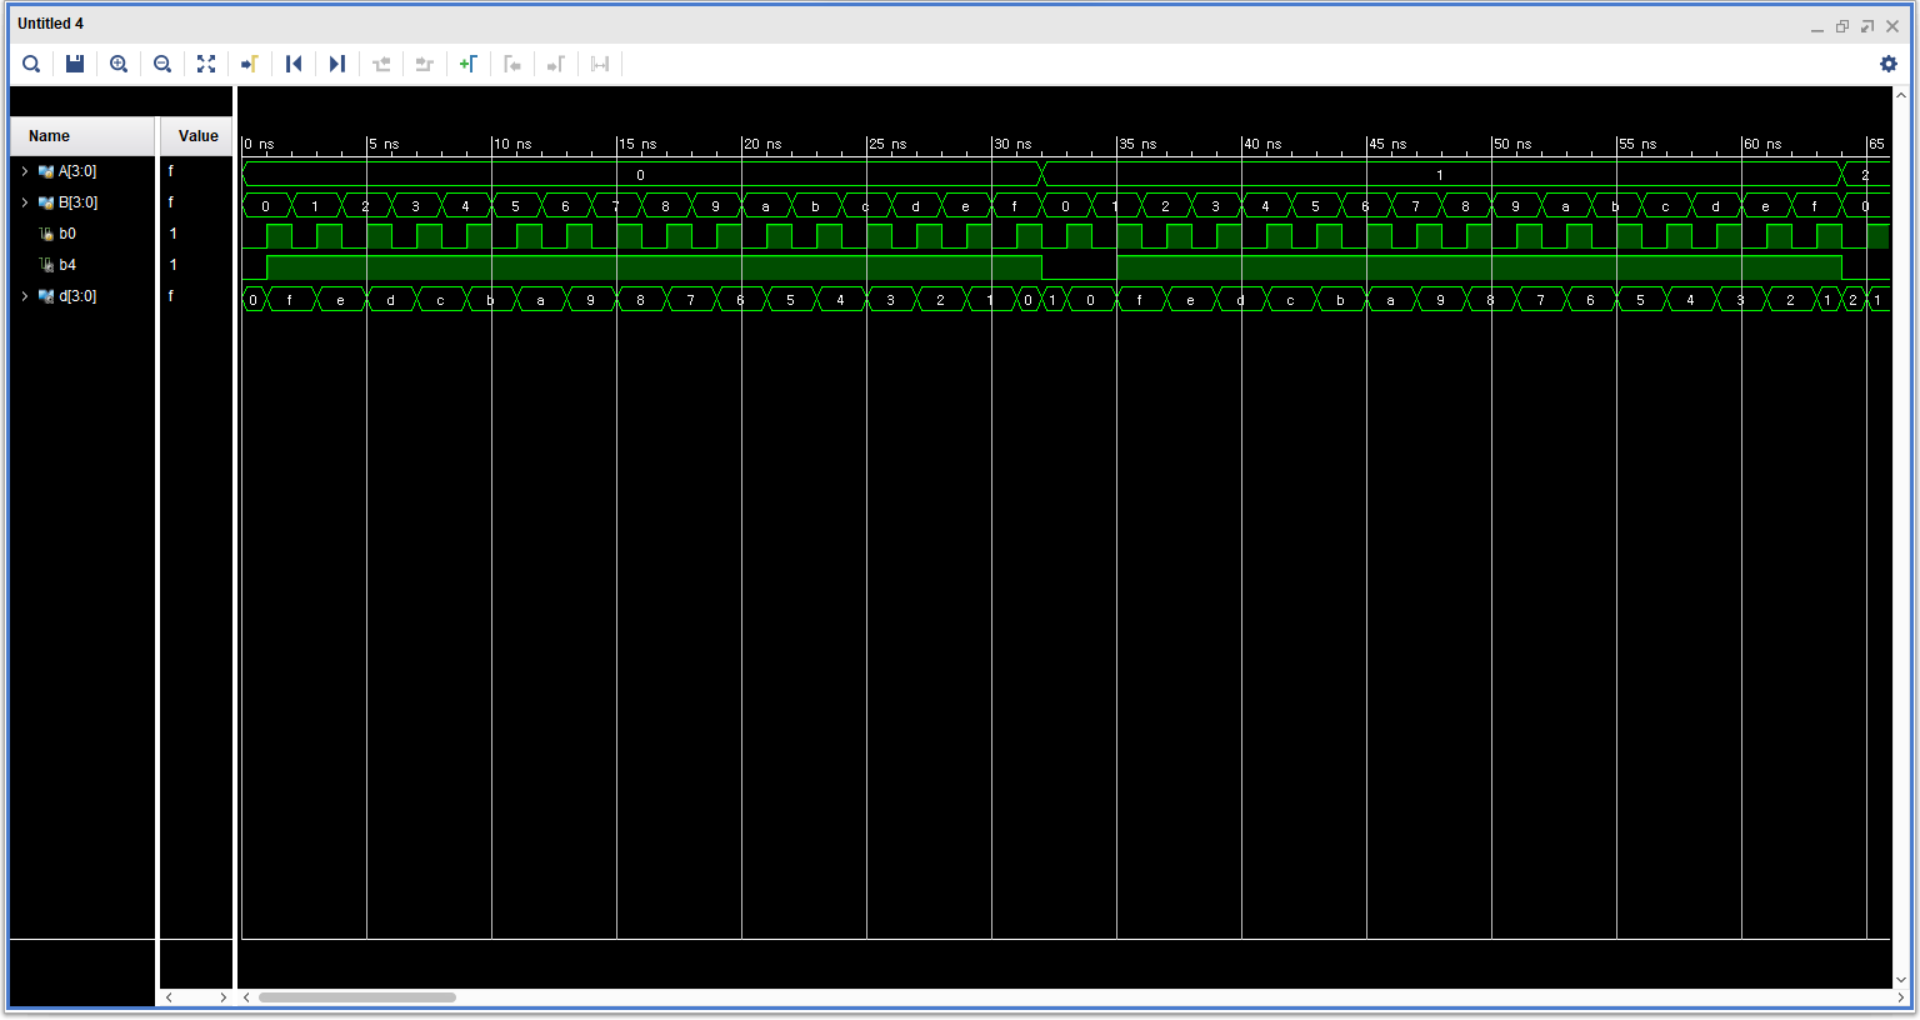 Untitled 4
Name Value
0 ns 5 ns 10 ns 15 ns 20 ns 25 ns 30 ns 35 ns 40 ns 45 ns 50 ns 55 ns 60 ns 65
A[3:0] f 0 1 2
B[3:0] f 0 1 2 3 4 5 6 7 8 9 a b c d e f 0 1 2 3 4 5 6 7 8 9 a b c d e f 0
b0 1
b4 1
d[3:0] f 0 f e d c b a 9 8 7 6 5 4 3 2 1 0 1 0 f e d c b a 9 8 7 6 5 4 3 2 1 2 1